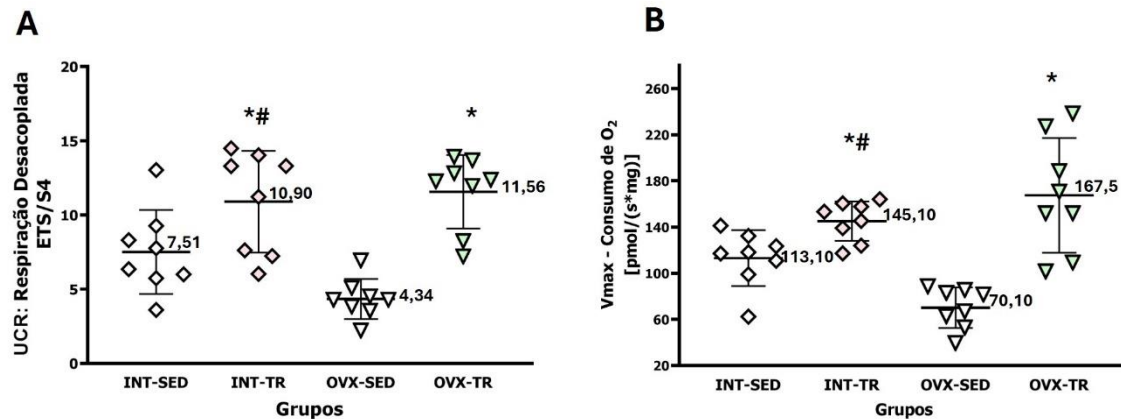 A
UCR: Respiração Desacoplada
ETS/S4
20
15
10
5
0
*#
*
7,51
10,90
4,34
11,56
INT-SED
INT-TR
OVX-SED
OVX-TR
Grupos
B
Vmax - Consumo de O2
[pmol/(s*mg)]
260
220
180
140
100
60
20
*#
*
113,10
145,10
70,10
167,5
INT-SED
INT-TR
OVX-SED
OVX-TR
Grupos